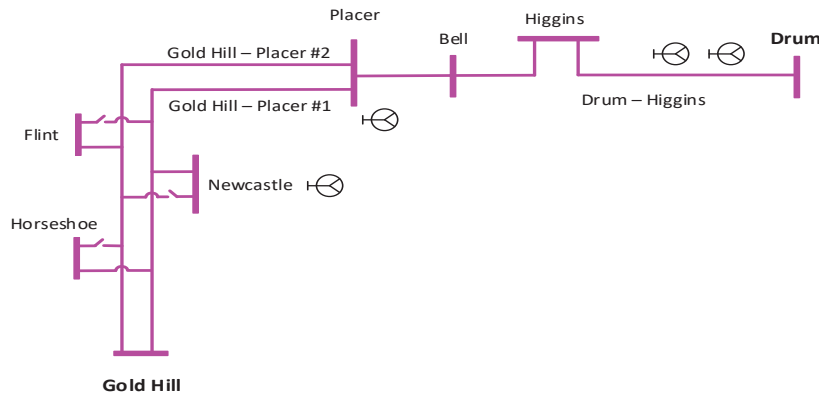 Placer
Higgins
Bell
Drum
Gold Hill – Placer #2
Gold Hill – Placer #1
Drum – Higgins
Flint
Newcastle
Horseshoe
Gold Hill